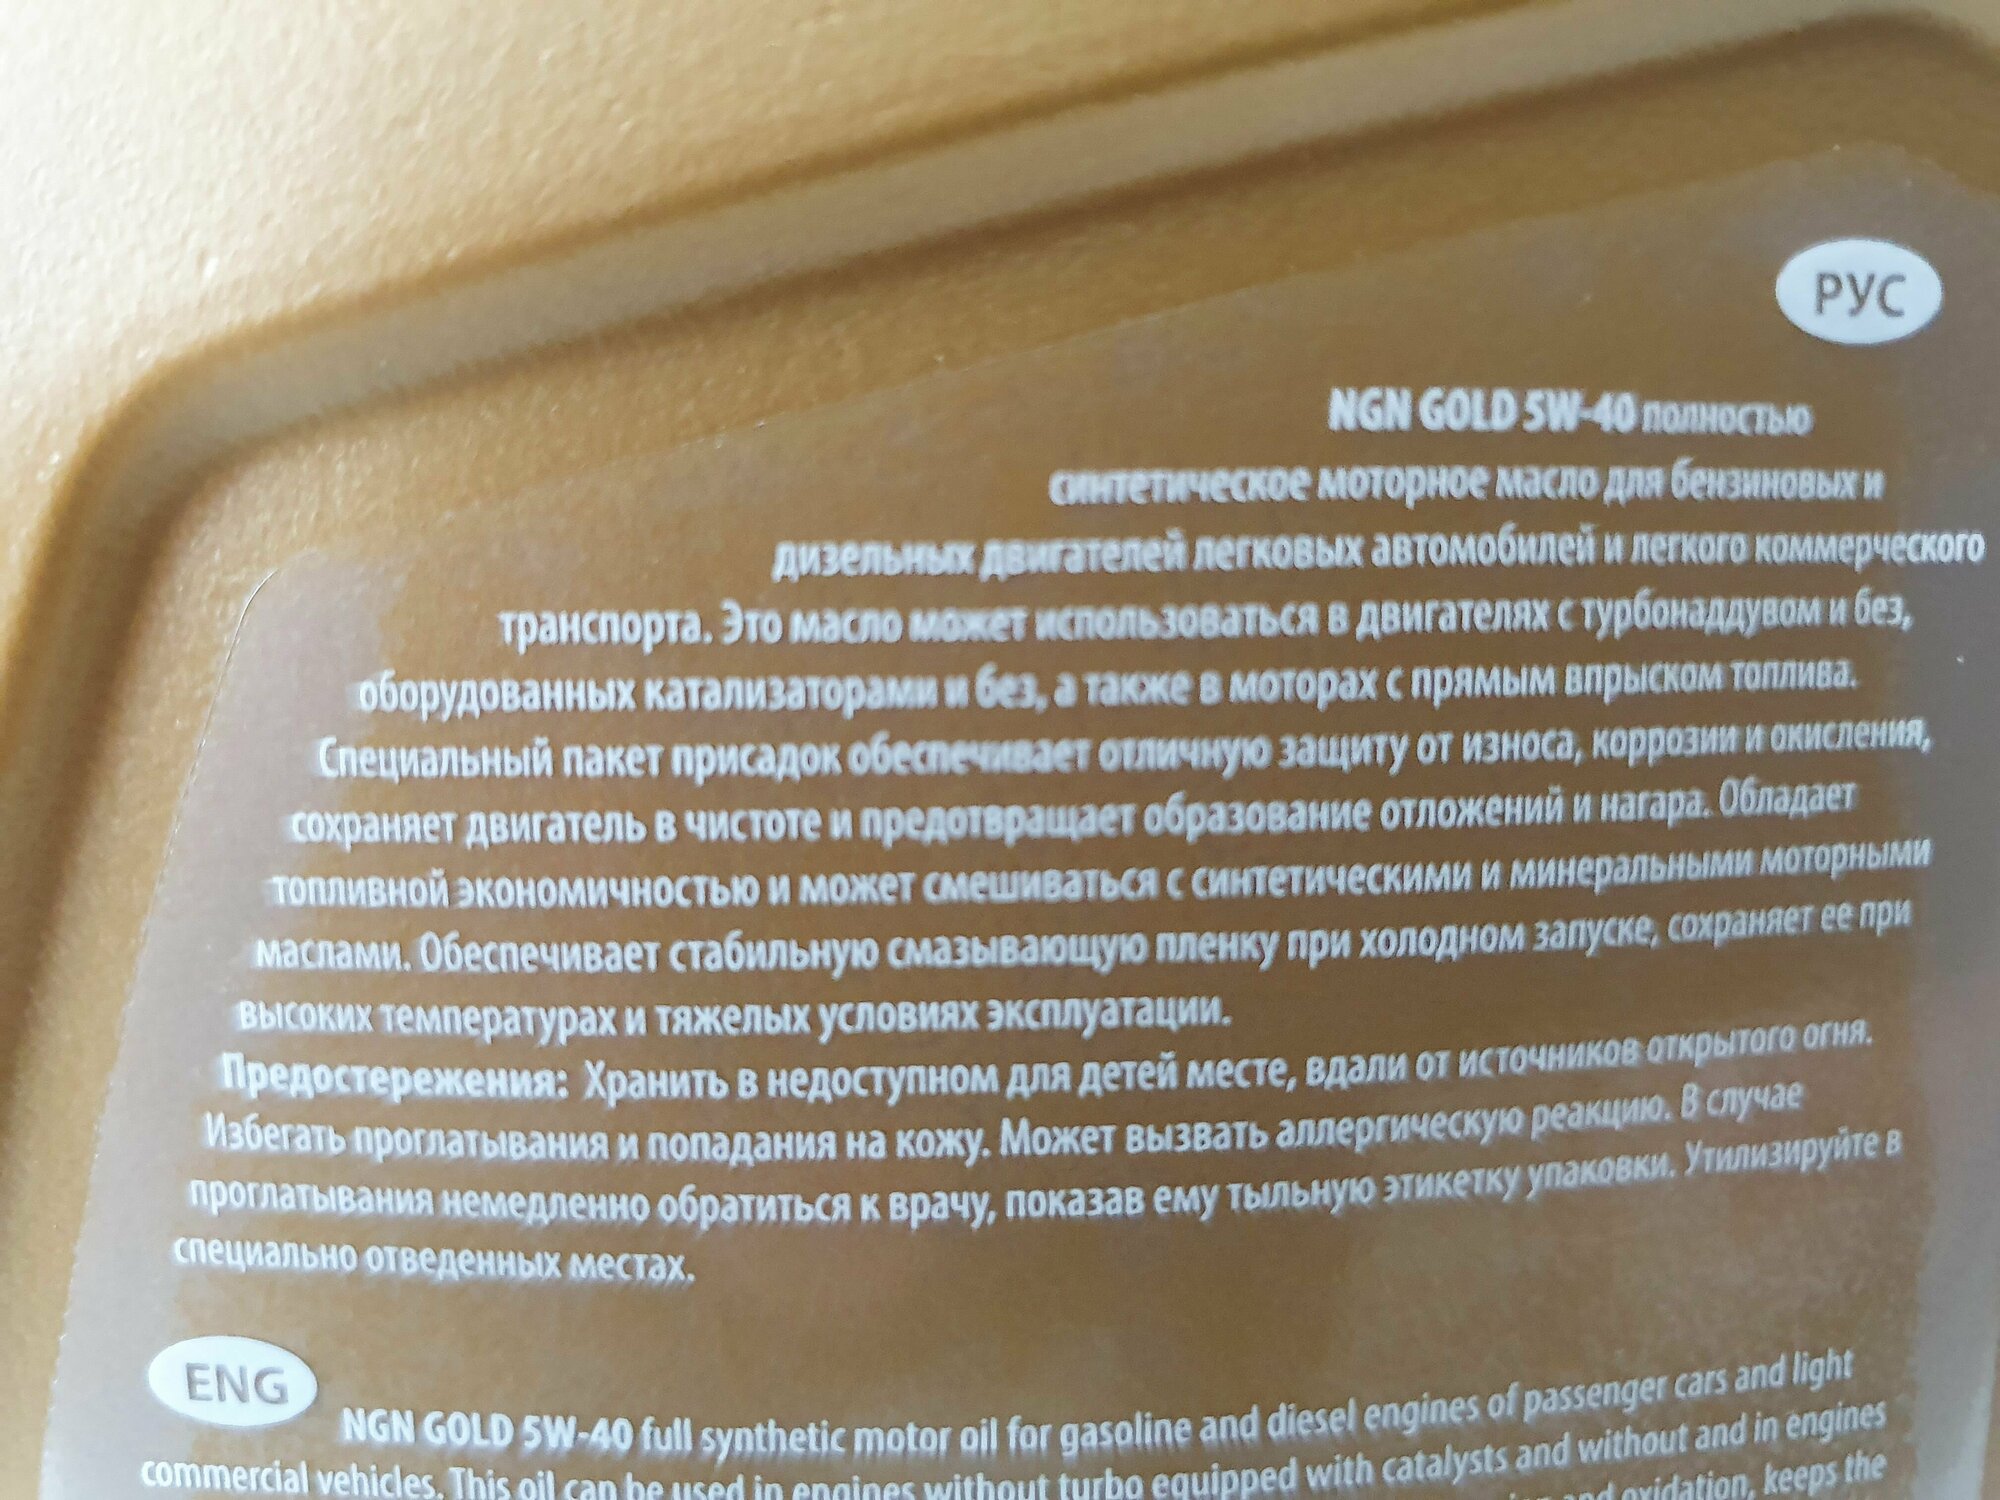 РУС
NGN GOLD 5W-40 полностью
синтетическое моторное масло для бензиновых и
дизельных двигателей легковых автомобилей и легкого коммерческого
транспорта. Это масло может использоваться в двигателях с турбонаддувом и без,
оборудованных катализаторами и без, а также в моторах с прямым впрыском топлива.
Специальный пакет присадок обеспечивает отличную защиту от износа, коррозии и окисления,
сохраняет двигатель в чистоте и предотвращает образование отложений и нагара. Обладает
топливной экономичностью и может смешиваться с синтетическими и минеральными моторными
маслами. Обеспечивает стабильную смазывающую пленку при холодном запуске, сохраняет ее при
высоких температурах и тяжелых условиях эксплуатации.
Предостережения: Хранить в недоступном для детей месте, вдали от источников открытого огня.
Избегать проглатывания и попадания на кожу. Может вызвать аллергическую реакцию. В случае
проглатывания немедленно обратиться к врачу, показав ему тыльную этикетку упаковки. Утилизируйте в
специально отведенных местах.
ENG
NGN GOLD 5W-40 full synthetic motor oil for gasoline and diesel engines of passenger cars and light
commercial vehicles. This oil can be used in engines without turbo equipped with catalysts and without and in engines
and oxidation, keeps the